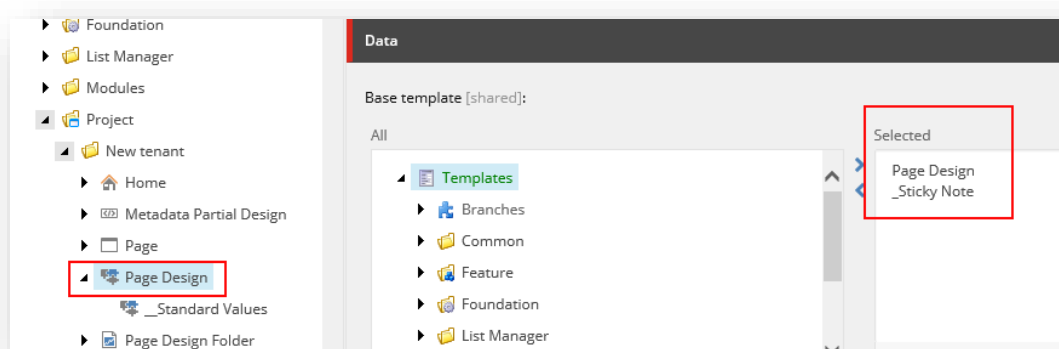 Foundation
List Manager
Modules
Project
New tenant
Home
Metadata Partial Design
Page
Page Design
__Standard Values
Page Design Folder
Data
Base template [shared]:
All
Templates
Branches
Common
Feature
Foundation
List Manager
Selected
Page Design
_Sticky Note